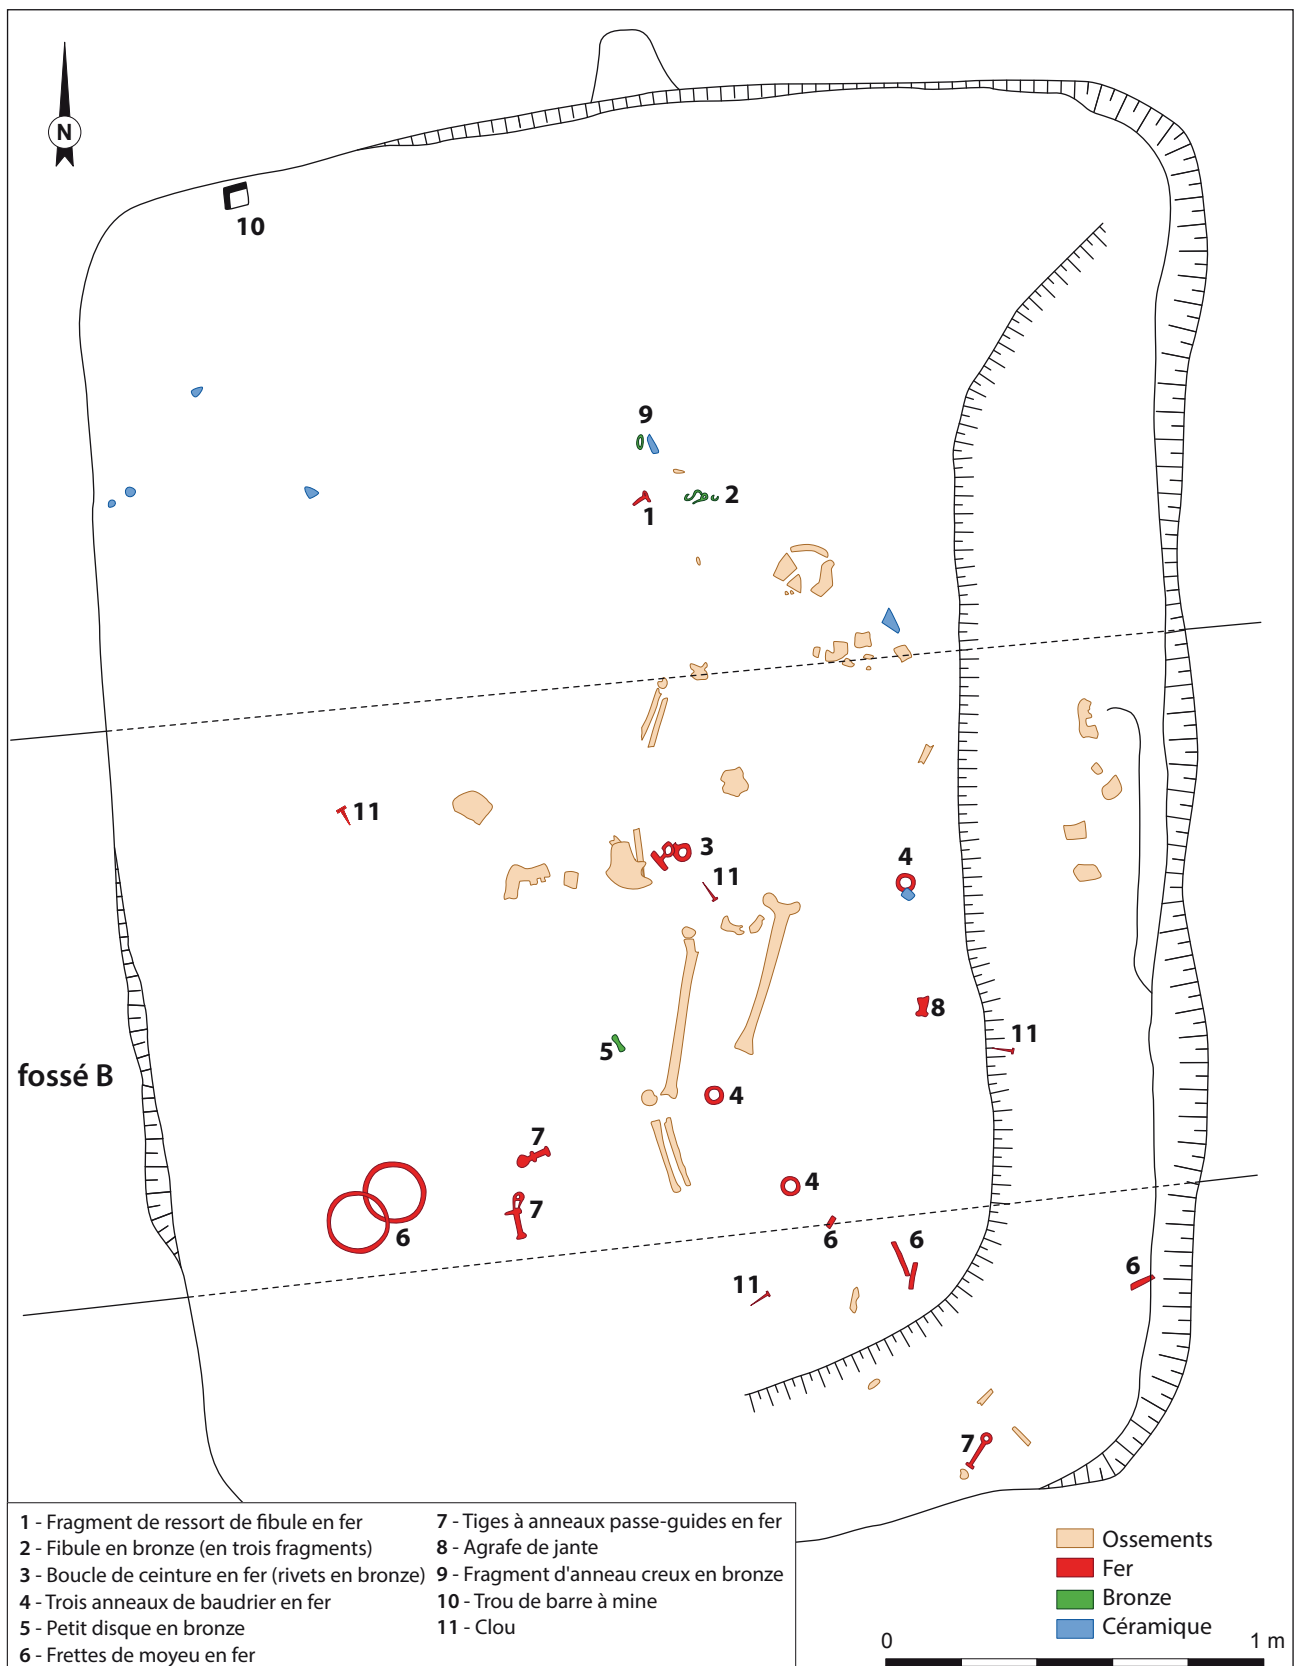 N
10
9
2
1
11
3
11
4
8
11
5
fossé B
4
7
4
7
6
6
6
6
11
7
1 - Fragment de ressort de fibule en fer
2 - Fibule en bronze (en trois fragments)
3 - Boucle de ceinture en fer (rivets en bronze)
4 - Trois anneaux de baudrier en fer
5 - Petit disque en bronze
6 - Frettes de moyeu en fer
7 - Tiges à anneaux passe-guides en fer
8 - Agrafe de jante
9 - Fragment d'anneau creux en bronze
10 - Trou de barre à mine
11 - Clou
Ossements
Fer
Bronze
Céramique
0 1 m